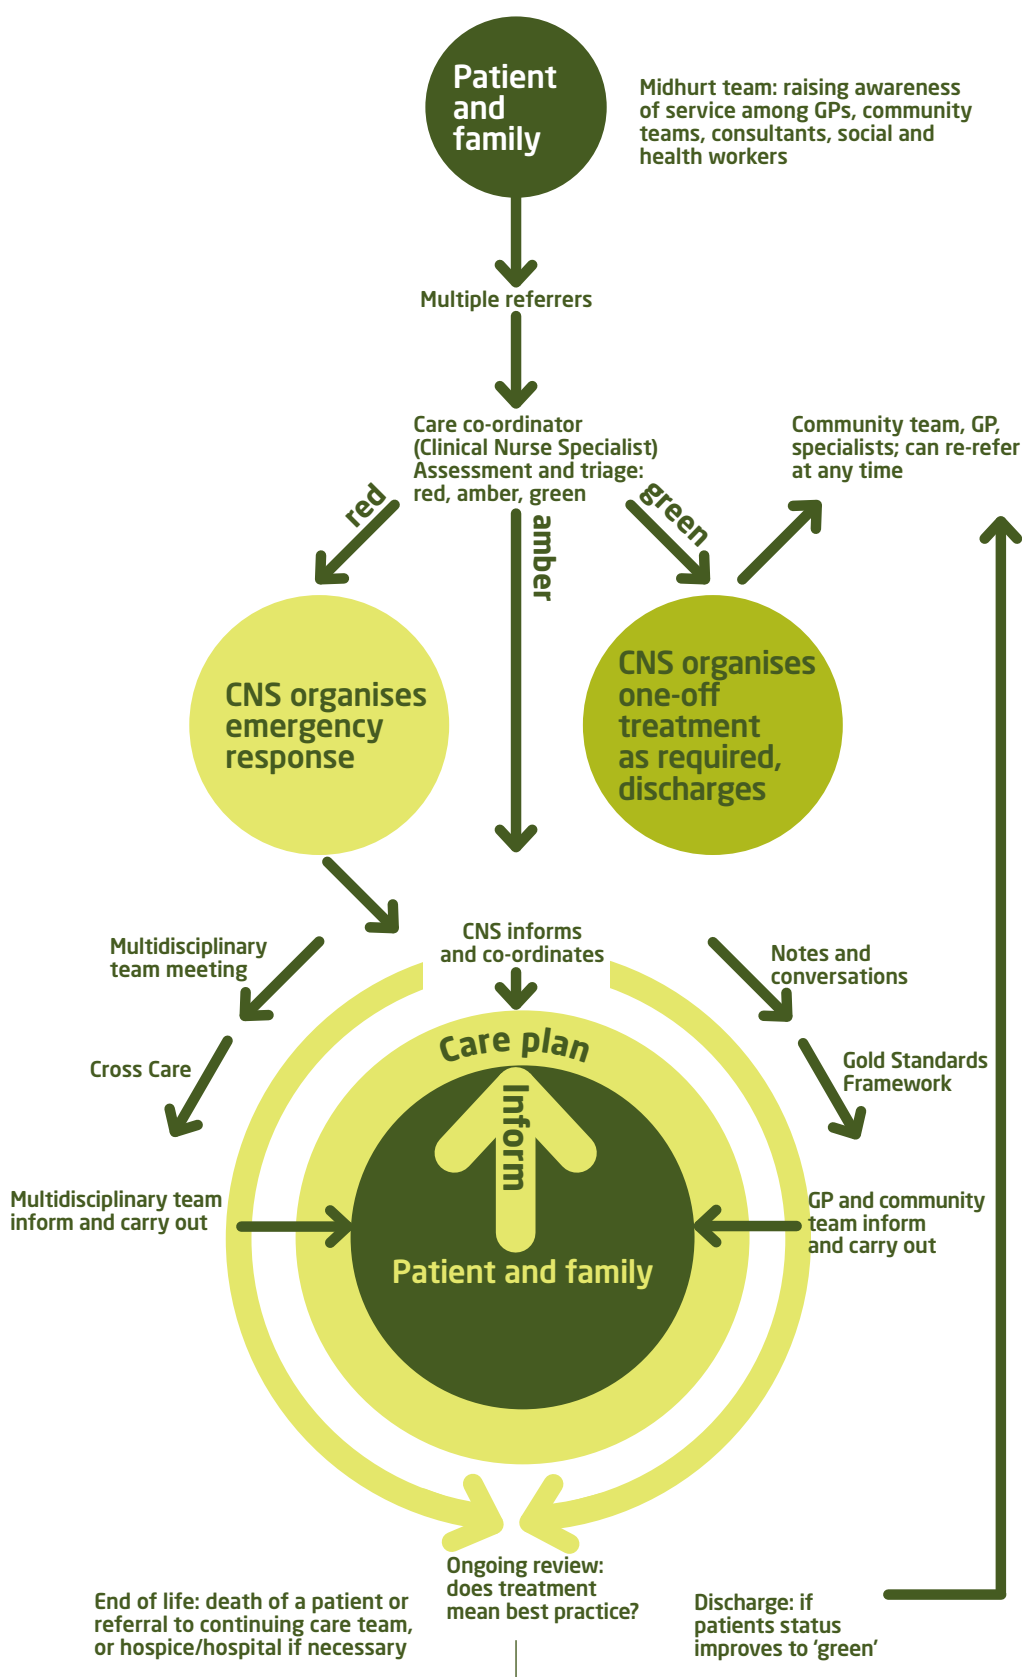 Patient
and
family
Midhurt team: raising awareness
of service among GPs, community
teams, consultants, social and
health workers
Multiple referrers
Care co-ordinator
(Clinical Nurse Specialist)
Assessment and triage:
red, amber, green
Community team, GP,
specialists; can re-refer
at any time
red
amber
green
CNS organises
emergency
response
CNS organises
one-off
treatment
as required,
discharges
Multidisciplinary
team meeting
CNS informs
and co-ordinates
Notes and
conversations
Cross Care
Care plan
Gold Standards
Framework
Inform
Multidisciplinary team
inform and carry out
GP and community
team inform
and carry out
Patient and family
Ongoing review:
does treatment
mean best practice?
End of life: death of a patient or
referral to continuing care team,
or hospice/hospital if necessary
Discharge: if
patients status
improves to ‘green’